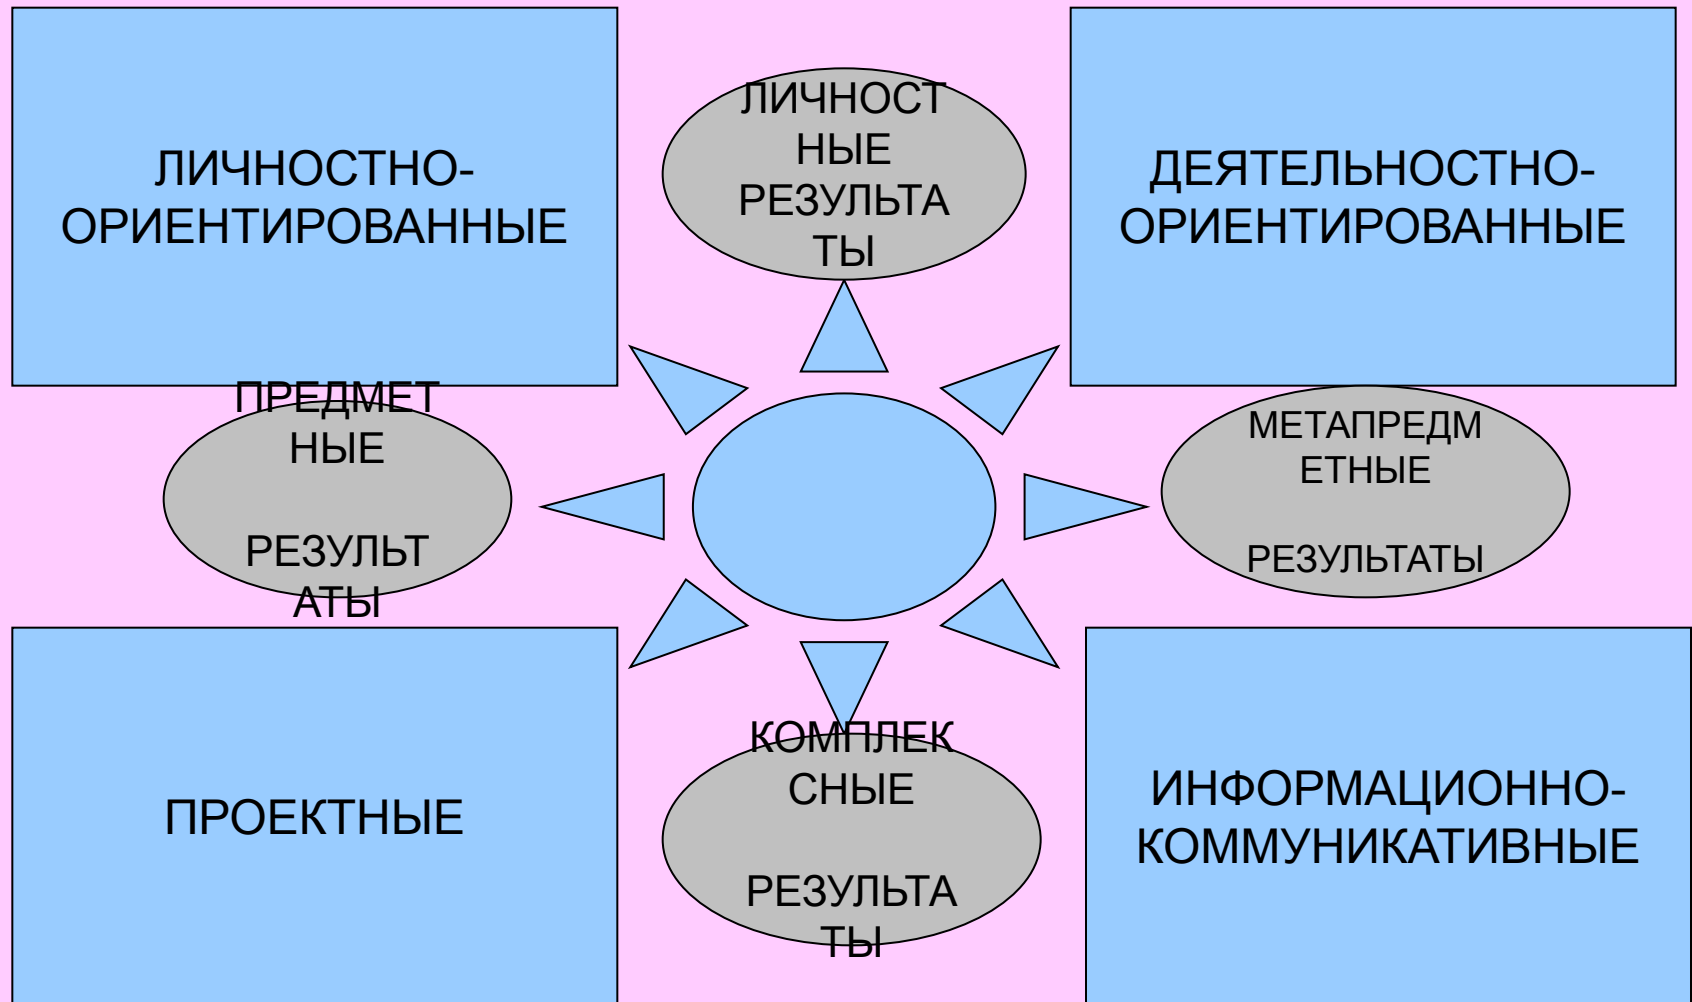 ЛИЧНОСТНО-
ОРИЕНТИРОВАННЫЕ
ЛИЧНОСТ
НЫЕ
РЕЗУЛЬТА
ТЫ
ДЕЯТЕЛЬНОСТНО-
ОРИЕНТИРОВАННЫЕ
ПРЕДМЕТ
НЫЕ
РЕЗУЛЬТ
АТЫ
МЕТАПРЕДМ
ЕТНЫЕ
РЕЗУЛЬТАТЫ
ПРОЕКТНЫЕ
КОМПЛЕК
СНЫЕ
РЕЗУЛЬТА
ТЫ
ИНФОРМАЦИОННО-
КОММУНИКАТИВНЫЕ